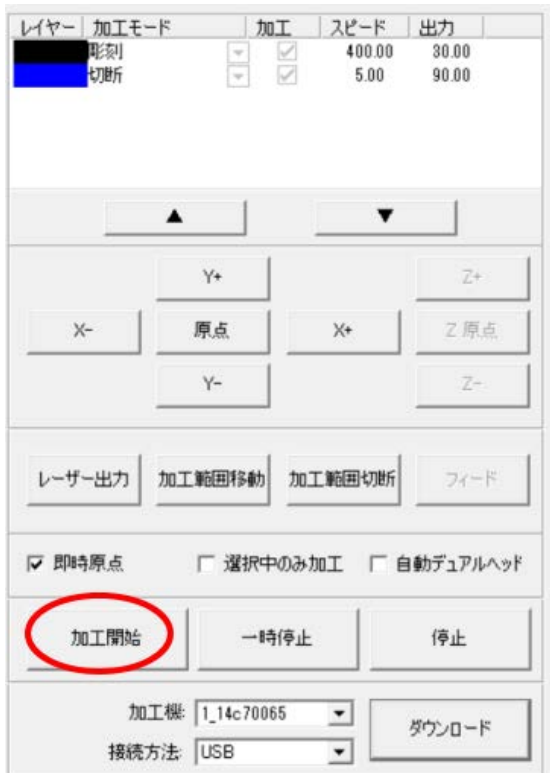 レイヤー 加工モード 加工 スピード 出力
彫刻 400.00 30.00
切断 5.00 90.00
▲ ▼
Y+ Z+
X- 原点 X+ Z 原点
Y- Z-
レーザー出力 加工範囲移動 加工範囲切断 フィード
即時原点 選択中のみ加工 自動デュアルヘッド
加工開始 一時停止 停止
加工機: 1_14c70065
ダウンロード
接続方法: USB